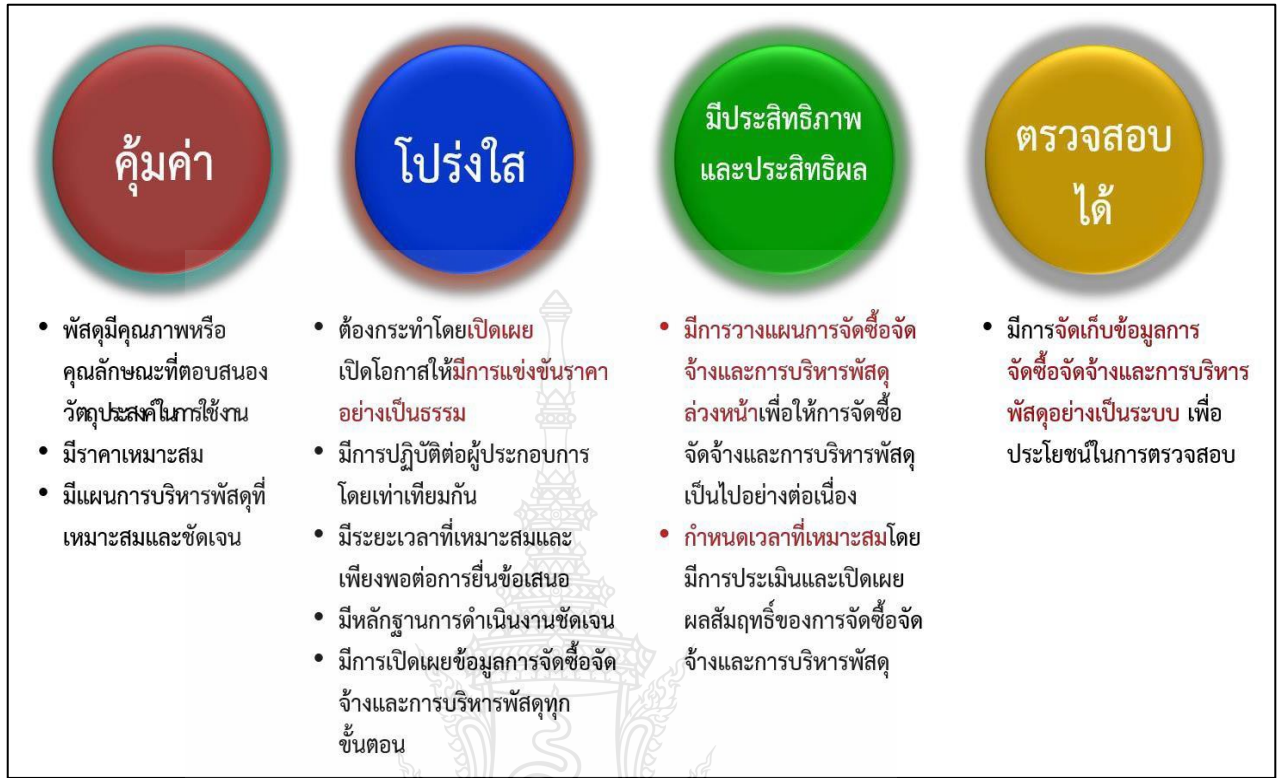 คุ้มค่า
พัสดุมีคุณภาพหรือ
คุณลักษณะที่ตอบสนอง
วัตถุประสงค์ในการใช้งาน
• มีราคาเหมาะสม
• มีแผนการบริหารพัสดุที่
เหมาะสมและชัดเจน
โปร่งใส
• ต้องกระทำโดยเปิดเผย
เปิดโอกาสให้มีการแข่งขันราคา
อย่างเป็นธรรม
• มีการปฏิบัติต่อผู้ประกอบการ
โดยเท่าเทียมกัน
• มีระยะเวลาที่เหมาะสมและ
เพียงพอต่อการยื่นข้อเสนอ
• มีหลักฐานการดำเนินงานชัดเจน
• มีการเปิดเผยข้อมูลการจัดซื้อจัด
จ้างและการบริหารพัสดุทุก
ขั้นตอน
มีประสิทธิภาพ
และประสิทธิผล
• มีการวางแผนการจัดซื้อจัด
จ้างและการบริหารพัสดุ
ล่วงหน้าเพื่อให้การจัดซื้อ
จัดจ้างและการบริหารพัสดุ
เป็นไปอย่างต่อเนื่อง
• กำหนดเวลาที่เหมาะสมโดย
มีการประเมินและเปิดเผย
ผลสัมฤทธิ์ของการจัดซื้อจัด
จ้างและการบริหารพัสดุ
ตรวจสอบ
ได้
• มีการจัดเก็บข้อมูลการ
จัดซื้อจัดจ้างและการบริหาร
พัสดุอย่างเป็นระบบ เพื่อ
ประโยชน์ในการตรวจสอบ